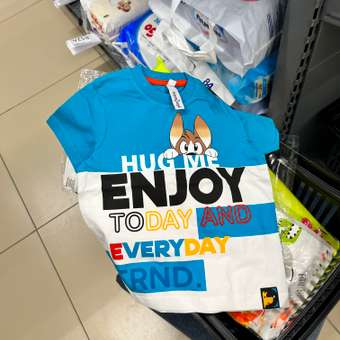 HUG ME
ENJOY
TODAY AND
EVERYDAY
FRND.